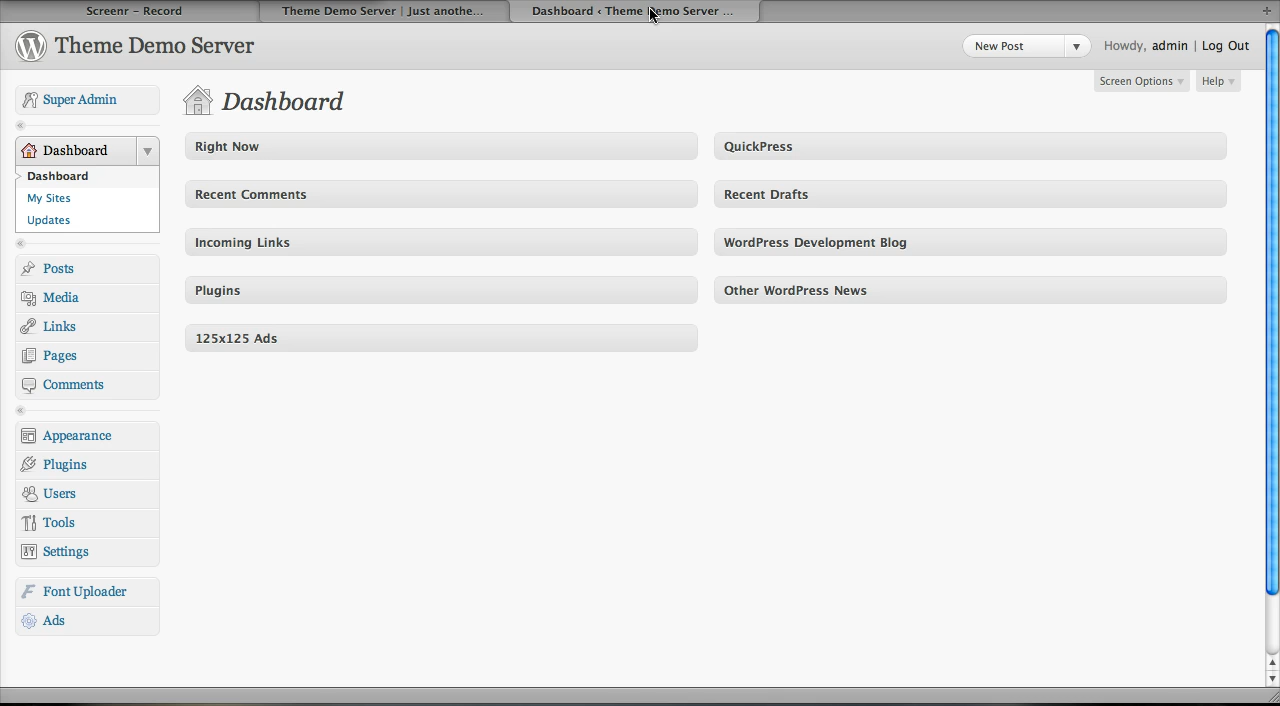 Screenr – Record
Theme Demo Server | Just anothe...
Dashboard ‹ Theme Demo Server ...
Theme Demo Server
New Post
Howdy, admin | Log Out
Screen Options
Help
Super Admin
Dashboard
Dashboard
My Sites
Updates
Posts
Media
Links
Pages
Comments
Appearance
Plugins
Users
Tools
Settings
Font Uploader
Ads
Dashboard
Right Now
QuickPress
Recent Comments
Recent Drafts
Incoming Links
WordPress Development Blog
Plugins
Other WordPress News
125x125 Ads